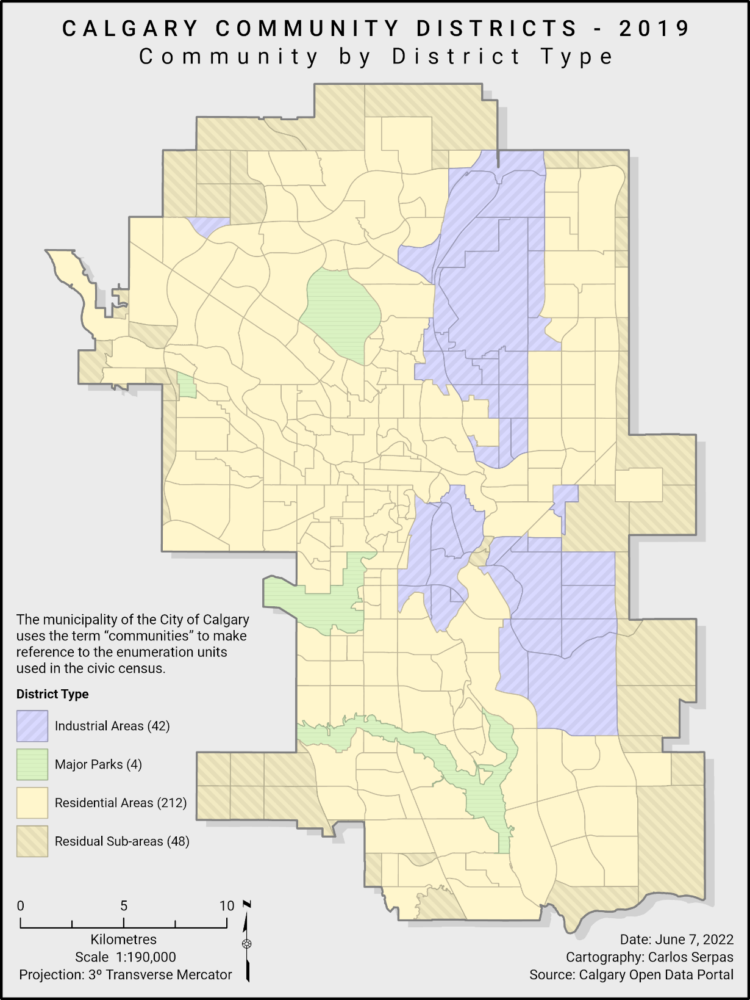 CALGARY COMMUNITY DISTRICTS - 2019
Community by District Type
The municipality of the City of Calgary
uses the term “communities” to make
reference to the enumeration units
used in the civic census.
District Type
Industrial Areas (42)
Major Parks (4)
Residential Areas (212)
Residual Sub-areas (48)
0 5 10
Kilometres
Scale 1:190,000
Projection: 3º Transverse Mercator
N
Date: June 7, 2022
Cartography: Carlos Serpas
Source: Calgary Open Data Portal